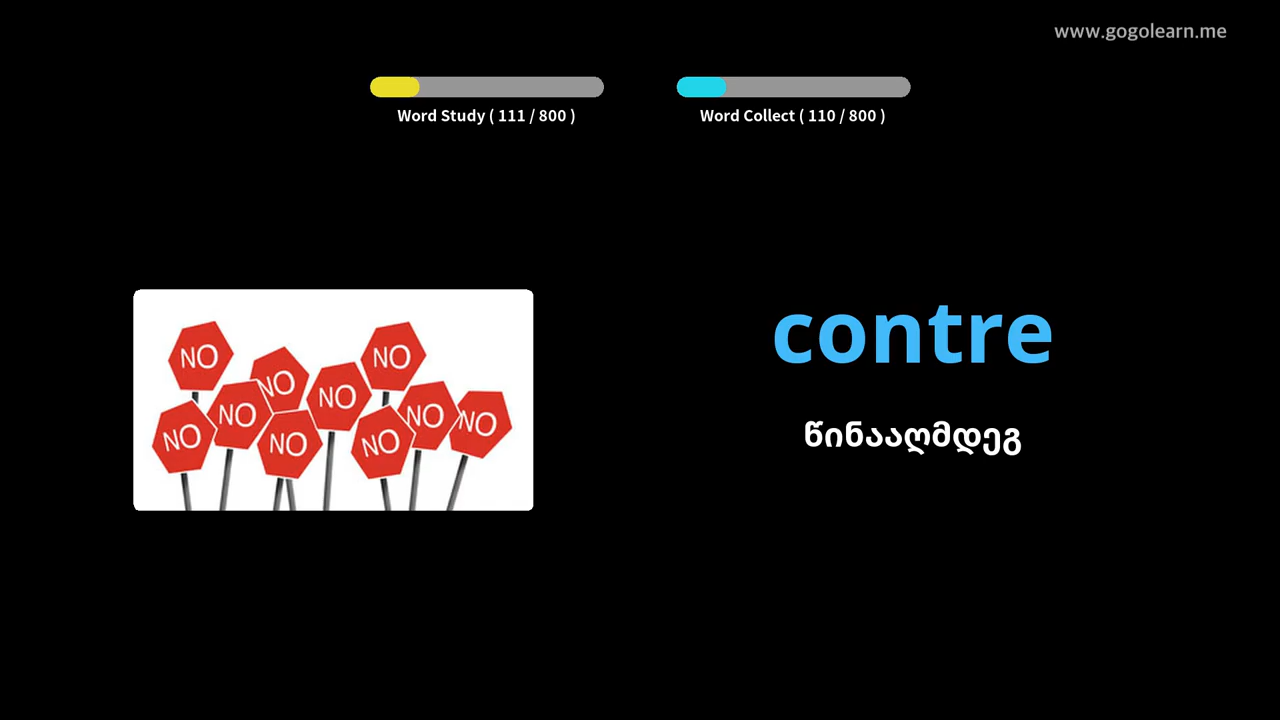 www.gogolearn.me
Word Study ( 111 / 800 )
Word Collect ( 110 / 800 )
NO
NO
NO
NO
NO
NO
NO
NO
NO
NO
contre
წინააღმდეგ